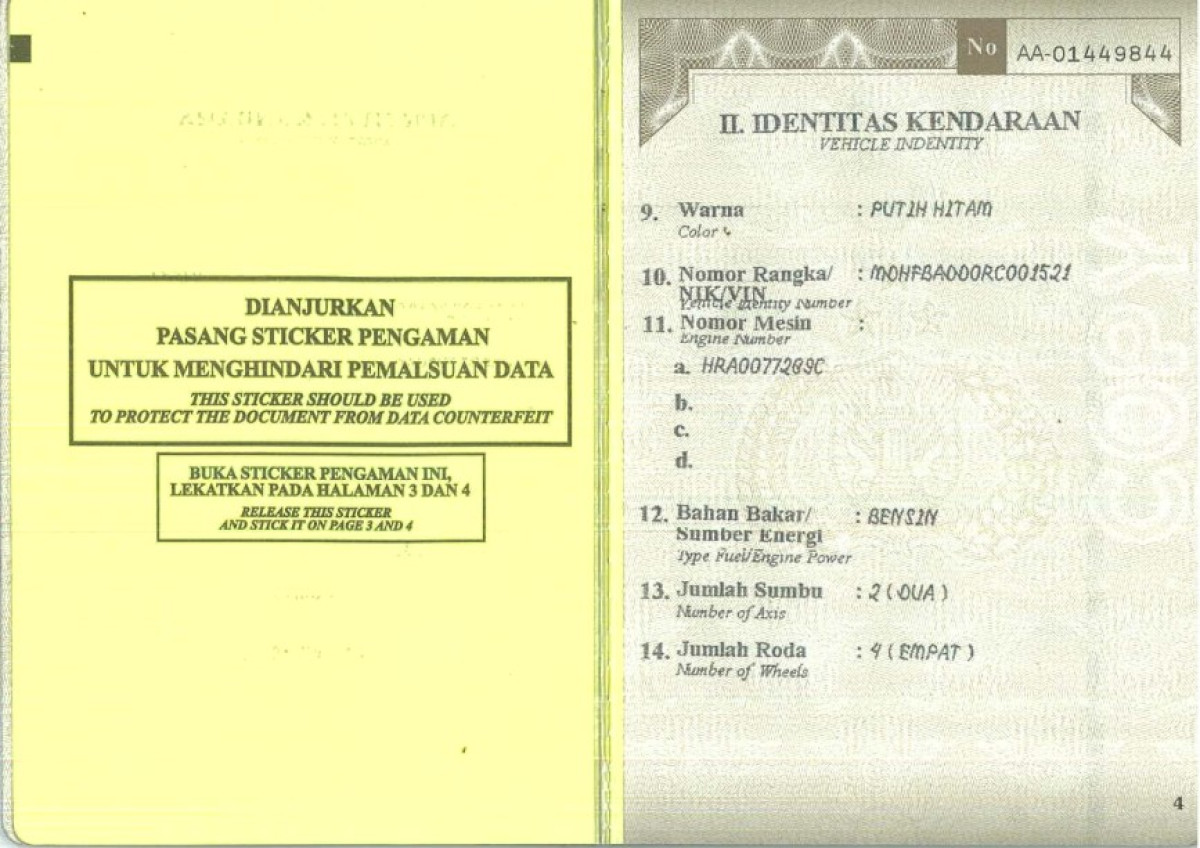 DIANJURKAN
PASANG STICKER PENGAMAN
UNTUK MENGHINDARI PEMALSUAN DATA
THIS STICKER SHOULD BE USED
TO PROTECT THE DOCUMENT FROM DATA COUNTERFEIT
BUKA STICKER PENGAMAN INI,
LEKATKAN PADA HALAMAN 3 DAN 4
RELEASE THIS STICKER
AND STICK IT ON PAGE 3 AND 4
No AA-01449844
II. IDENTITAS KENDARAAN
VEHICLE INDENTITY
9. Warna : PUTIH HITAM
Color
10. Nomor Rangka/ : MOHFBA000RC001521
NIK/VIN
Vehicle Identity Number
11. Nomor Mesin :
Engine Number
a. HRA0077289C
b.
c.
d.
12. Bahan Bakar/ : BENSIN
Sumber Energi
Type Fuel/Engine Power
13. Jumlah Sumbu : 2 ( DUA )
Number of Axis
14. Jumlah Roda : 4 ( EMPAT )
Number of Wheels
COPY
4